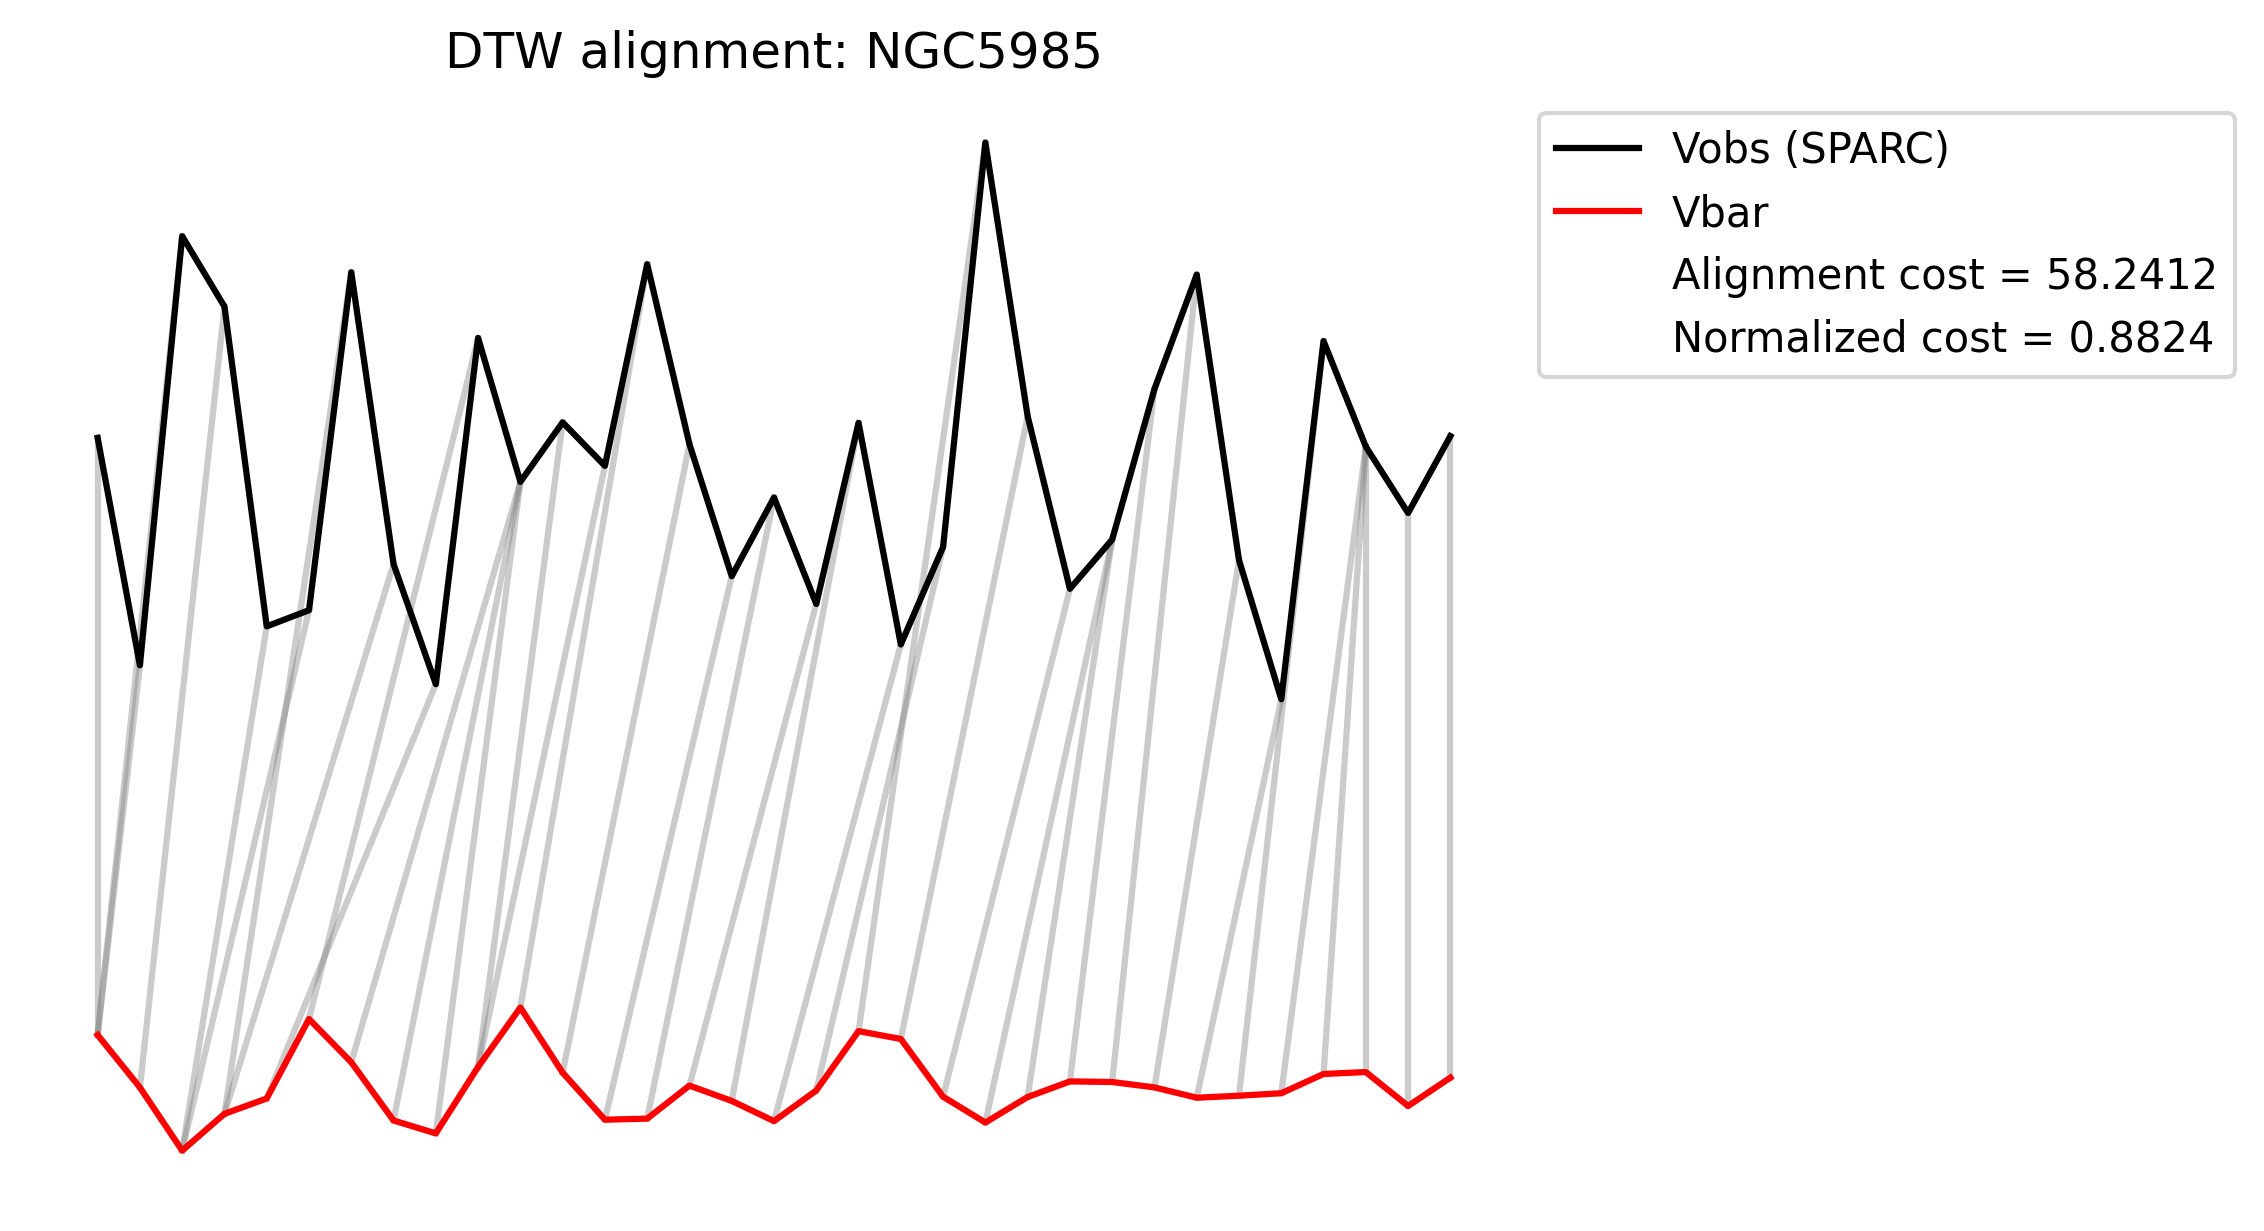 DTW alignment: NGC5985
Vobs (SPARC)
Vbar
Alignment cost = 58.2412
Normalized cost = 0.8824